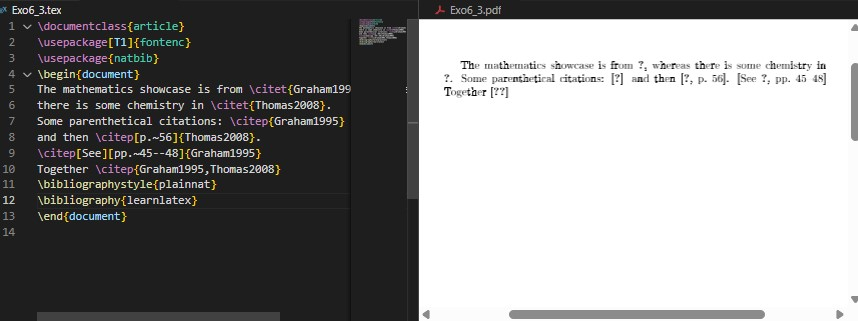 Exo6_3.tex
1 \documentclass{article}
2 \usepackage[T1]{fontenc}
3 \usepackage{natbib}
4 \begin{document}
5 The mathematics showcase is from \citet{Graham199
6 there is some chemistry in \citet{Thomas2008}.
7 Some parenthetical citations: \citep{Graham1995}
8 and then \citep[p.~56]{Thomas2008}.
9 \citep[See][pp.~45--48]{Graham1995}
10 Together \citep{Graham1995,Thomas2008}
11 \bibliographystyle{plainnat}
12 \bibliography{learnlatex}
13 \end{document}
14
Exo6_3.pdf
The mathematics showcase is from ?, whereas there is some chemistry in
?. Some parenthetical citations: [?] and then [?, p. 56]. [See ?, pp. 45 48]
Together [??]